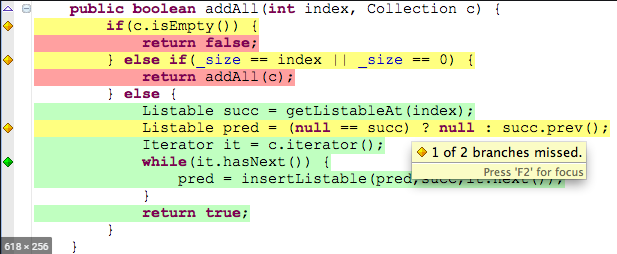 public boolean addAll(int index, Collection c) {
if(c.isEmpty()) {
return false;
} else if(_size == index || _size == 0) {
return addAll(c);
} else {
Listable succ = getListableAt(index);
Listable pred = (null == succ) ? null : succ.prev();
Iterator it = c.iterator();
while(it.hasNext()) {
1 of 2 branches missed.
Press 'F2' for focus
pred = insertListable(pred,succ,it.next());
}
return true;
}
}
618 × 256